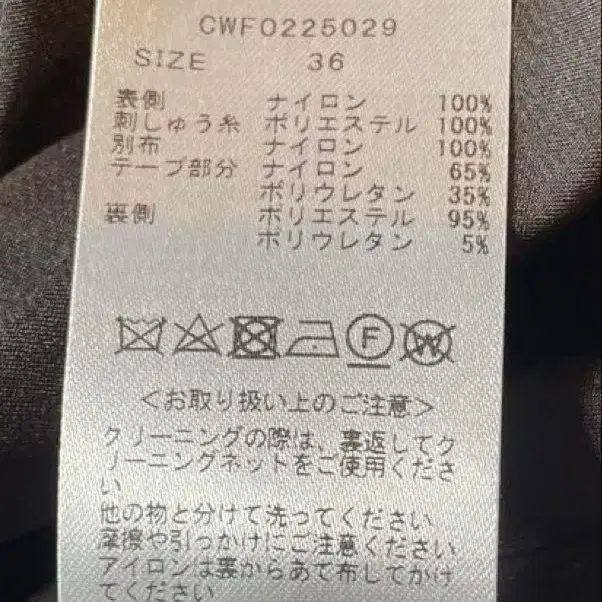 CWF0225029
SIZE 36
表側 ナイロン 100%
刺しゅう糸 ポリエステル 100%
別布 ナイロン 100%
テープ部分 ナイロン 65%
ポリウレタン 35%
裏側 ポリエステル 95%
ポリウレタン 5%
F W
<お取り扱い上のご注意>
クリーニングの際は、裏返してク
リーニングネットをご使用くださ
い
他の物と分けて洗ってください
摩擦や引っかけにご注意ください
アイロンは裏からあて布してかけ
てください